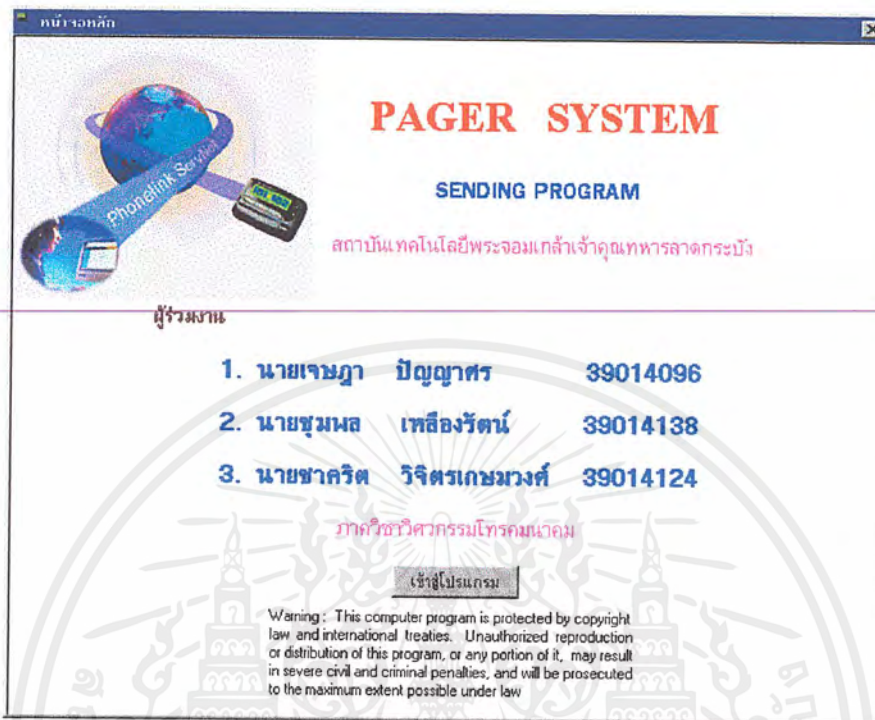 หน้าจอหลัก
PAGER SYSTEM
SENDING PROGRAM
Phonelink Servnet
สถาบันเทคโนโลยีพระจอมเกล้าเจ้าคุณทหารลาดกระบัง
ผู้ร่วมงาน
1. นายเจษฎา ปัญญาศร 39014096
2. นายชุมพล เหลืองรัตน์ 39014138
3. นายชาคริต วิจิตรเกษมวงศ์ 39014124
ภาควิชาวิศวกรรมโทรคมนาคม
เข้าสู่โปรแกรม
Warning : This computer program is protected by copyright
law and international treaties. Unauthorized reproduction
or distribution of this program, or any portion of it, may result
in severe civil and criminal penalties, and will be prosecuted
to the maximum extent possible under law